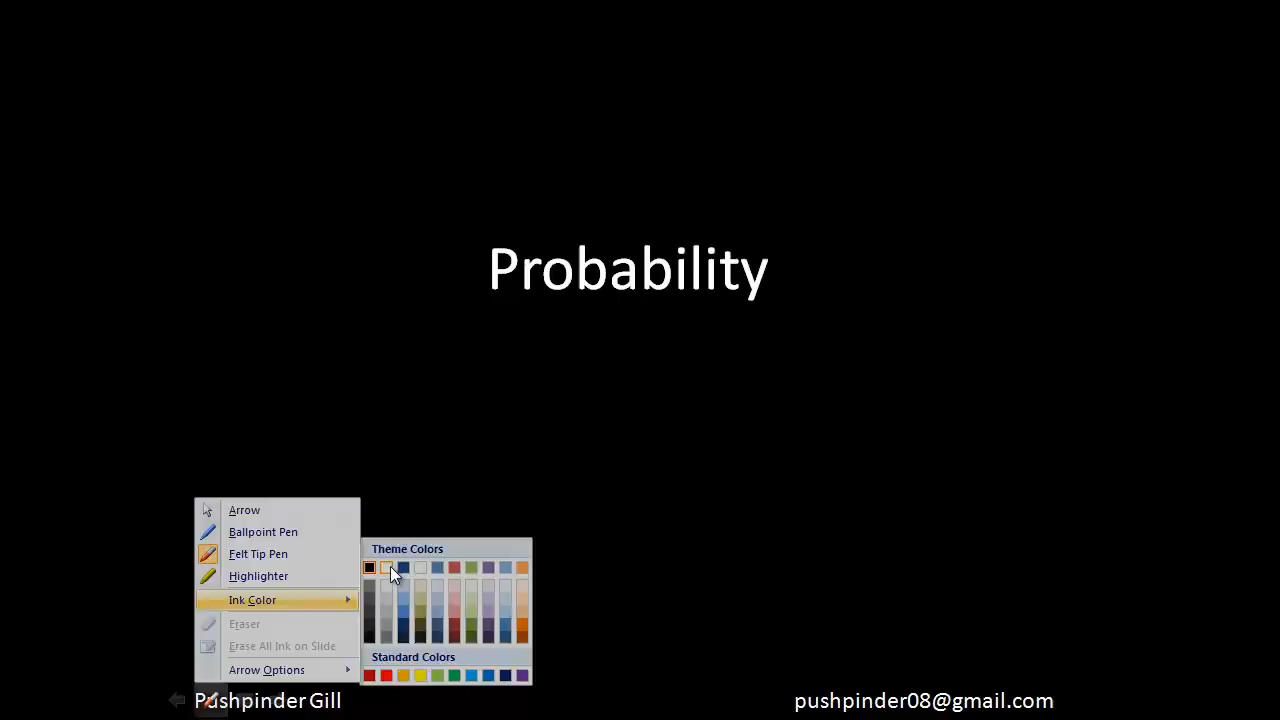 Probability
Arrow
Ballpoint Pen
Felt Tip Pen
Highlighter
Ink Color
Eraser
Erase All Ink on Slide
Arrow Options
Theme Colors
Standard Colors
Pushpinder Gill
pushpinder08@gmail.com